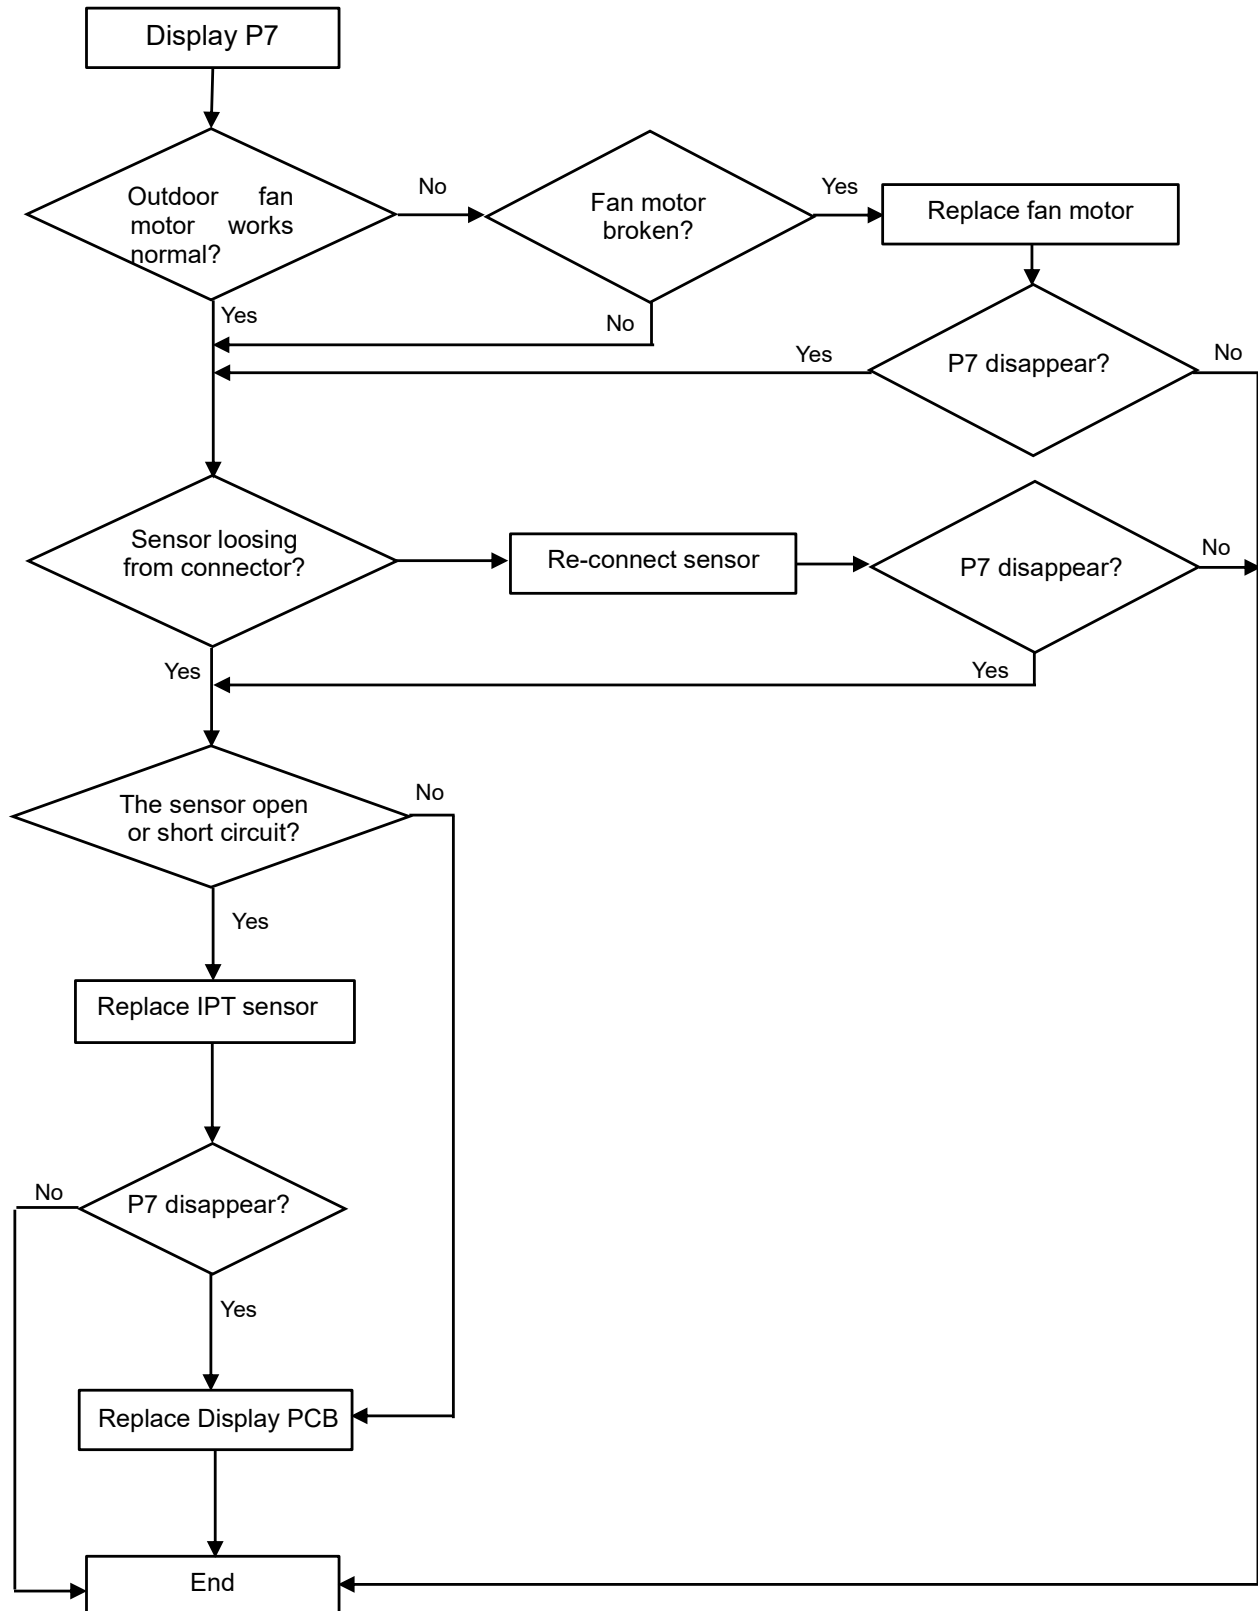 Display P7
Outdoor fan
motor works
normal?
No
Fan motor
broken?
Yes
Replace fan motor
Yes
No
Yes
P7 disappear?
No
Sensor loosing
from connector?
Re-connect sensor
P7 disappear?
No
Yes
Yes
The sensor open
or short circuit?
No
Yes
Replace IPT sensor
No
P7 disappear?
Yes
Replace Display PCB
End